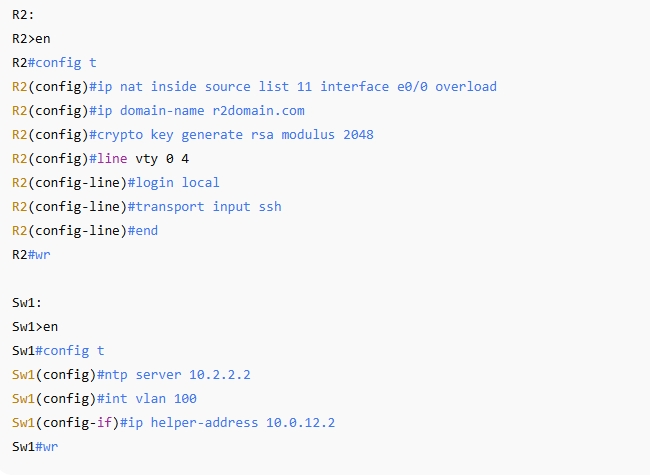 R2:
R2>en
R2#config t
R2(config)#ip nat inside source list 11 interface e0/0 overload
R2(config)#ip domain-name r2domain.com
R2(config)#crypto key generate rsa modulus 2048
R2(config)#line vty 0 4
R2(config-line)#login local
R2(config-line)#transport input ssh
R2(config-line)#end
R2#wr
Sw1:
Sw1>en
Sw1#config t
Sw1(config)#ntp server 10.2.2.2
Sw1(config)#int vlan 100
Sw1(config-if)#ip helper-address 10.0.12.2
Sw1#wr